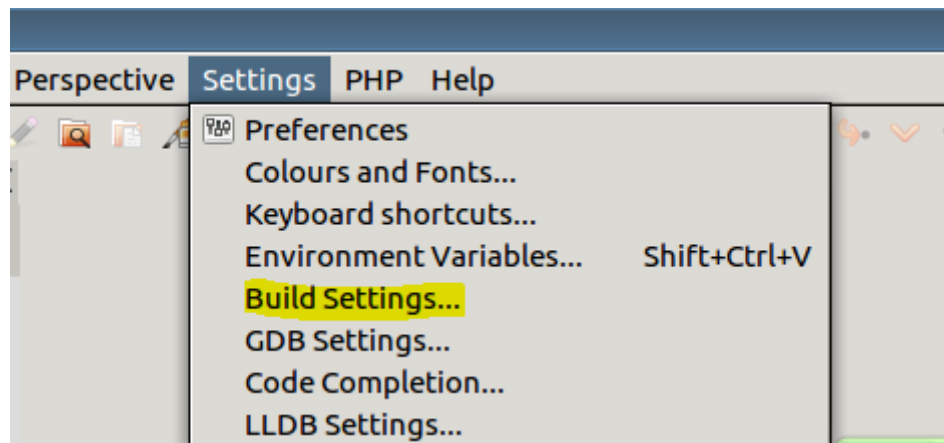 Perspective Settings PHP Help
Preferences
Colours and Fonts...
Keyboard shortcuts...
Environment Variables... Shift+Ctrl+V
Build Settings...
GDB Settings...
Code Completion...
LLDB Settings...